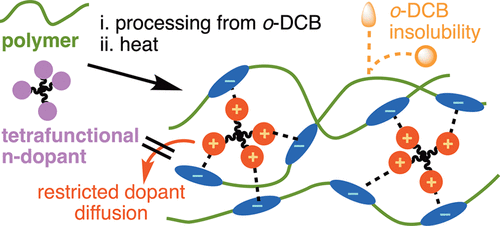 polymer
i. processing from o-DCB
ii. heat
o-DCB
insolubility
tetrafunctional
n-dopant
restricted dopant
diffusion
+
+
+
+
+
+
+
+
−
−
−
−
−
−
−
−